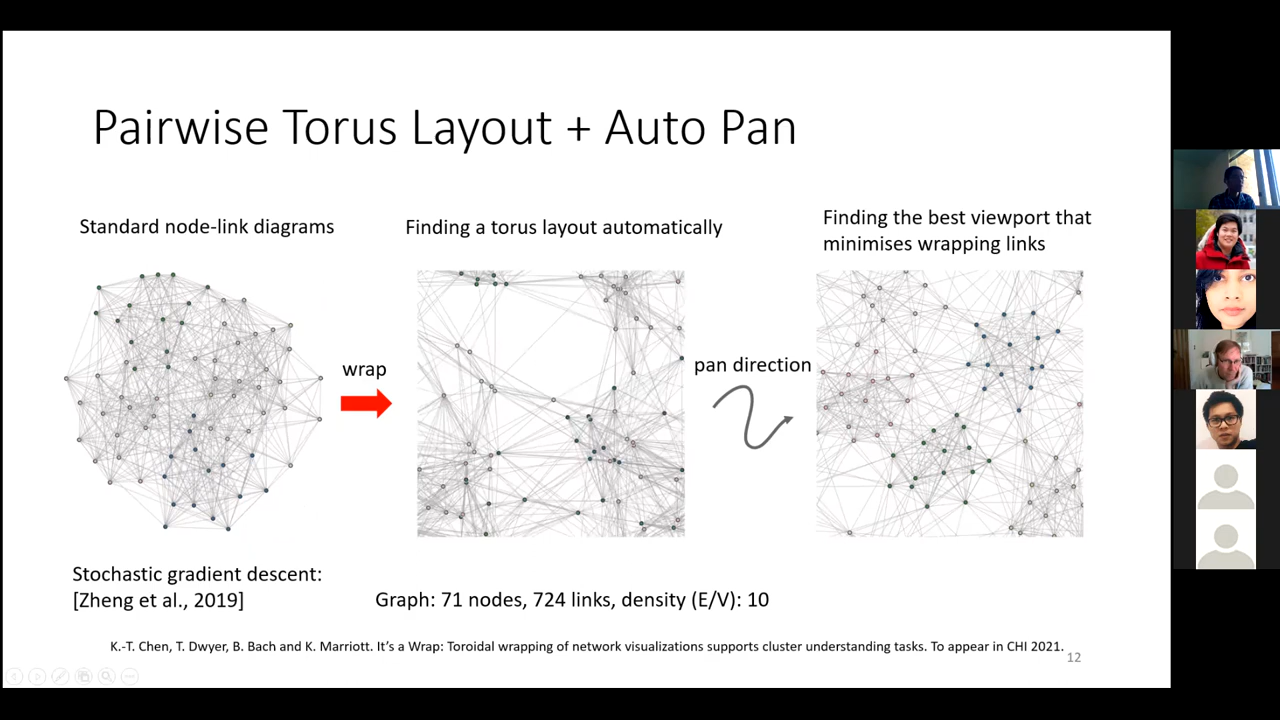 Pairwise Torus Layout + Auto Pan
Standard node-link diagrams
Finding a torus layout automatically
Finding the best viewport that
minimises wrapping links
wrap
pan direction
Stochastic gradient descent:
[Zheng et al., 2019]
Graph: 71 nodes, 724 links, density (E/V): 10
K.-T. Chen, T. Dwyer, B. Bach and K. Marriott. It's a Wrap: Toroidal wrapping of network visualizations supports cluster understanding tasks. To appear in CHI 2021.
12